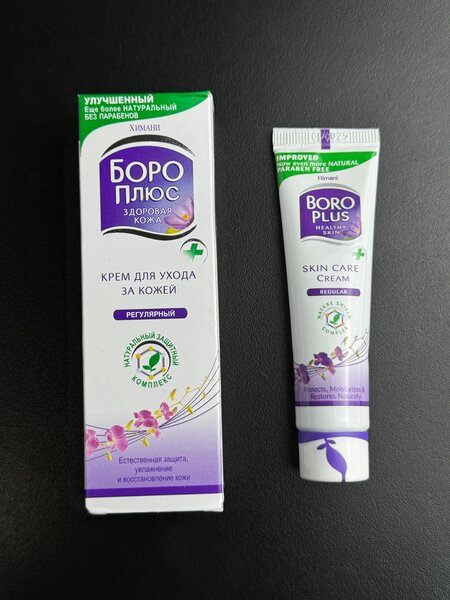 УЛУЧШЕННЫЙ
Еще более НАТУРАЛЬНЫЙ
БЕЗ ПАРАБЕНОВ
Химани
БОРО
ПЛЮС
ЗДОРОВАЯ
КОЖА
КРЕМ ДЛЯ УХОДА
ЗА КОЖЕЙ
РЕГУЛЯРНЫЙ
НАТУРАЛЬНЫЙ ЗАЩИТНЫЙ
КОМПЛЕКС
Естественная защита,
увлажнение
и восстановление кожи
IMPROVED
Now even more NATURAL
PARABEN FREE
Himani
BORO
PLUS
HEALTHY
SKIN
SKIN CARE
CREAM
REGULAR
NATURE SHIELD
COMPLEX
Protects, Moisturizes &
Restores Naturally